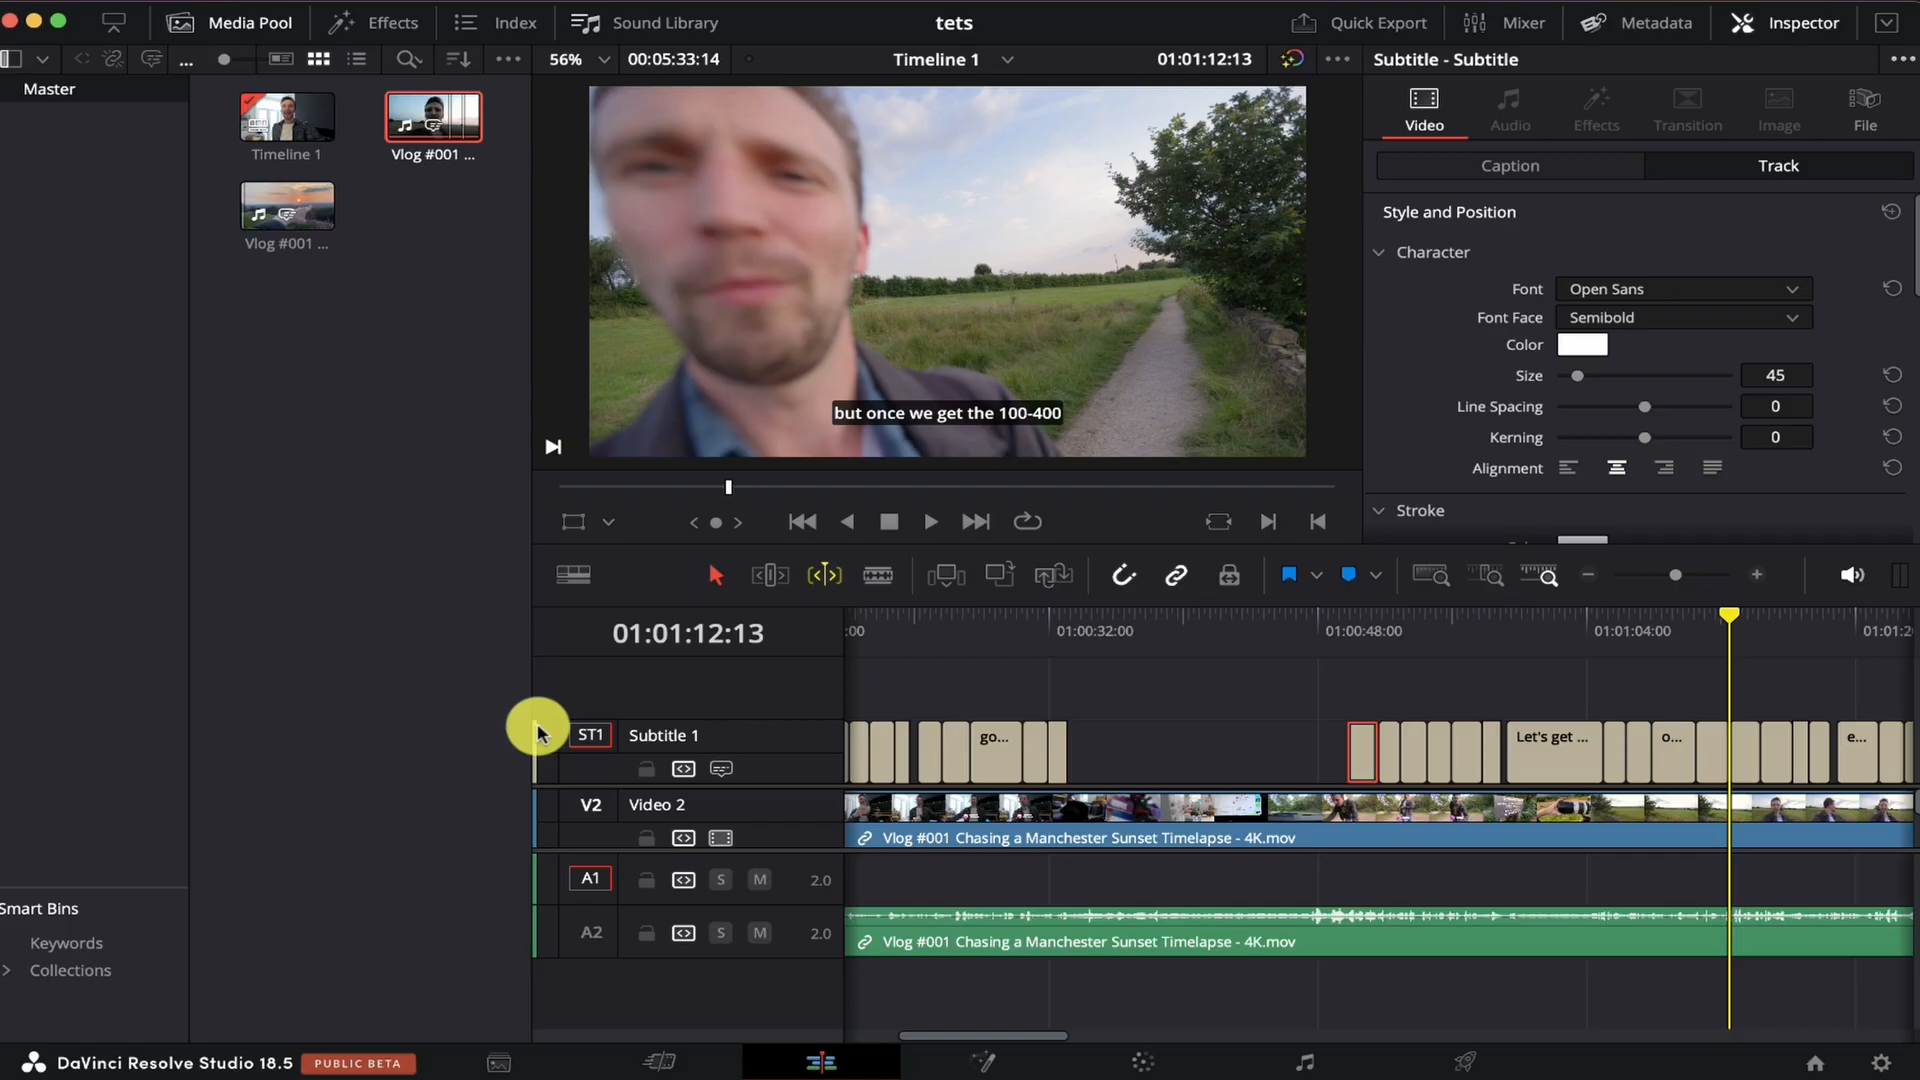 Media Pool
Effects
Index
Sound Library
tets
Quick Export
Mixer
Metadata
Inspector
56%
00:05:33:14
Timeline 1
01:01:12:13
Subtitle - Subtitle
Master
Timeline 1
Vlog #001 ...
Vlog #001 ...
Video
Audio
Effects
Transition
Image
File
Caption
Track
Style and Position
Character
Font
Open Sans
Font Face
Semibold
Color
Size
45
Line Spacing
0
Kerning
0
Alignment
Stroke
but once we get the 100-400
01:01:12:13
:00
01:00:32:00
01:00:48:00
01:01:04:00
01:01:2
ST1
Subtitle 1
go...
Let's get ...
o...
e...
V2
Video 2
Vlog #001 Chasing a Manchester Sunset Timelapse - 4K.mov
A1
S
M
2.0
A2
S
M
2.0
Vlog #001 Chasing a Manchester Sunset Timelapse - 4K.mov
Smart Bins
Keywords
Collections
DaVinci Resolve Studio 18.5
PUBLIC BETA